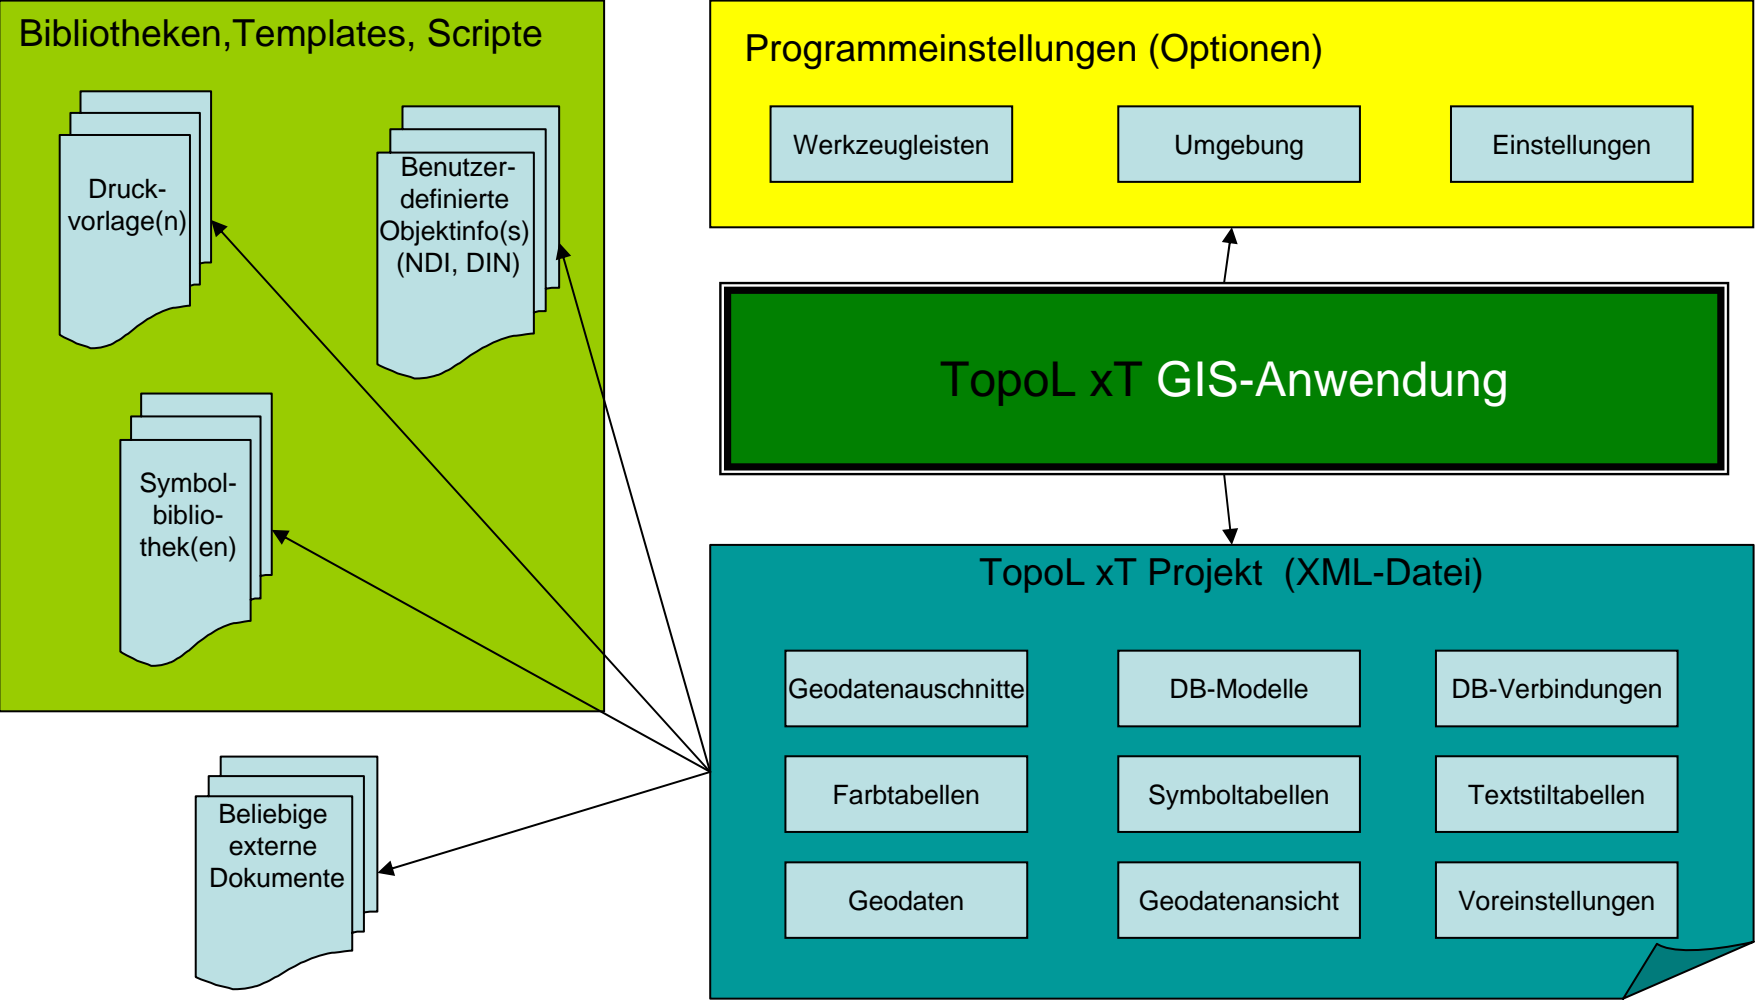 Bibliotheken,Templates, Scripte
Druck-
vorlage(n)
Benutzer-
definierte
Objektinfo(s)
(NDI, DIN)
Symbol-
biblio-
thek(en)
Beliebige
externe
Dokumente
Programmeinstellungen (Optionen)
Werkzeugleisten
Umgebung
Einstellungen
TopoL xT GIS-Anwendung
TopoL xT Projekt (XML-Datei)
Geodatenauschnitte
DB-Modelle
DB-Verbindungen
Farbtabellen
Symboltabellen
Textstiltabellen
Geodaten
Geodatenansicht
Voreinstellungen